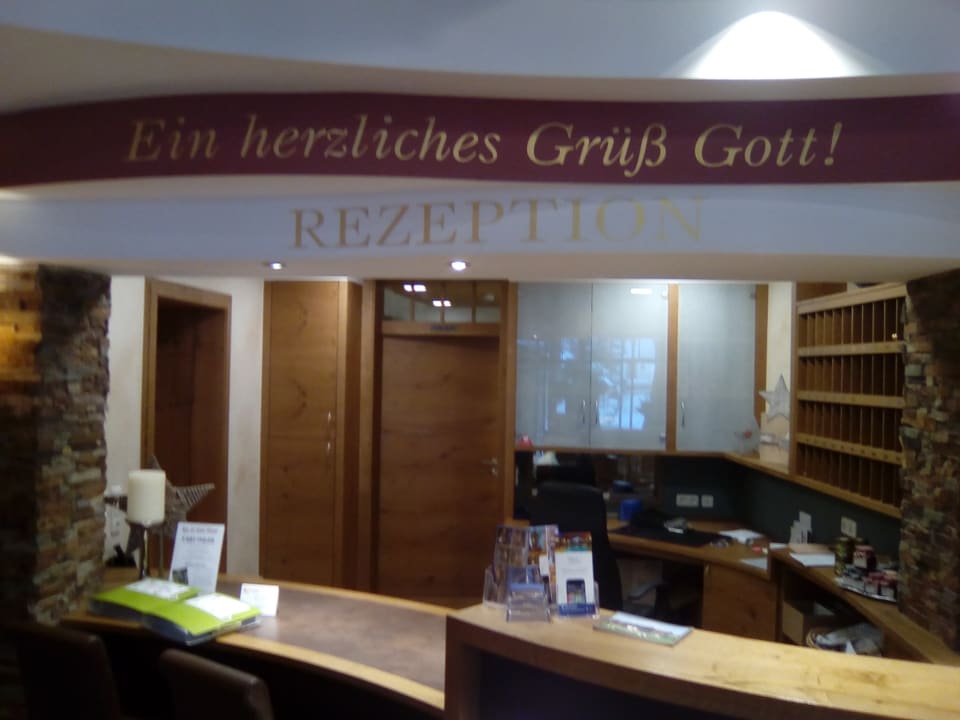 Ein herzliches Grüß Gott!
REZEPTION